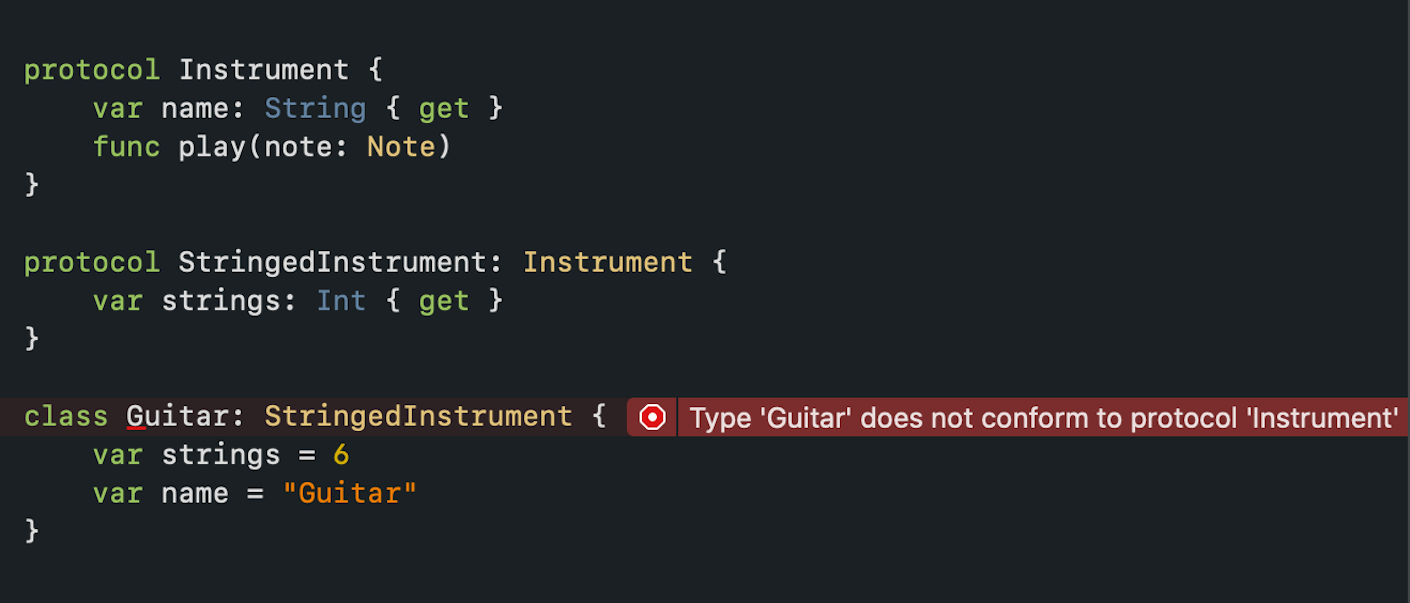 protocol Instrument {
    var name: String { get }
    func play(note: Note)
}
protocol StringedInstrument: Instrument {
    var strings: Int { get }
}
class Guitar: StringedInstrument { Type 'Guitar' does not conform to protocol 'Instrument'
    var strings = 6
    var name = "Guitar"
}